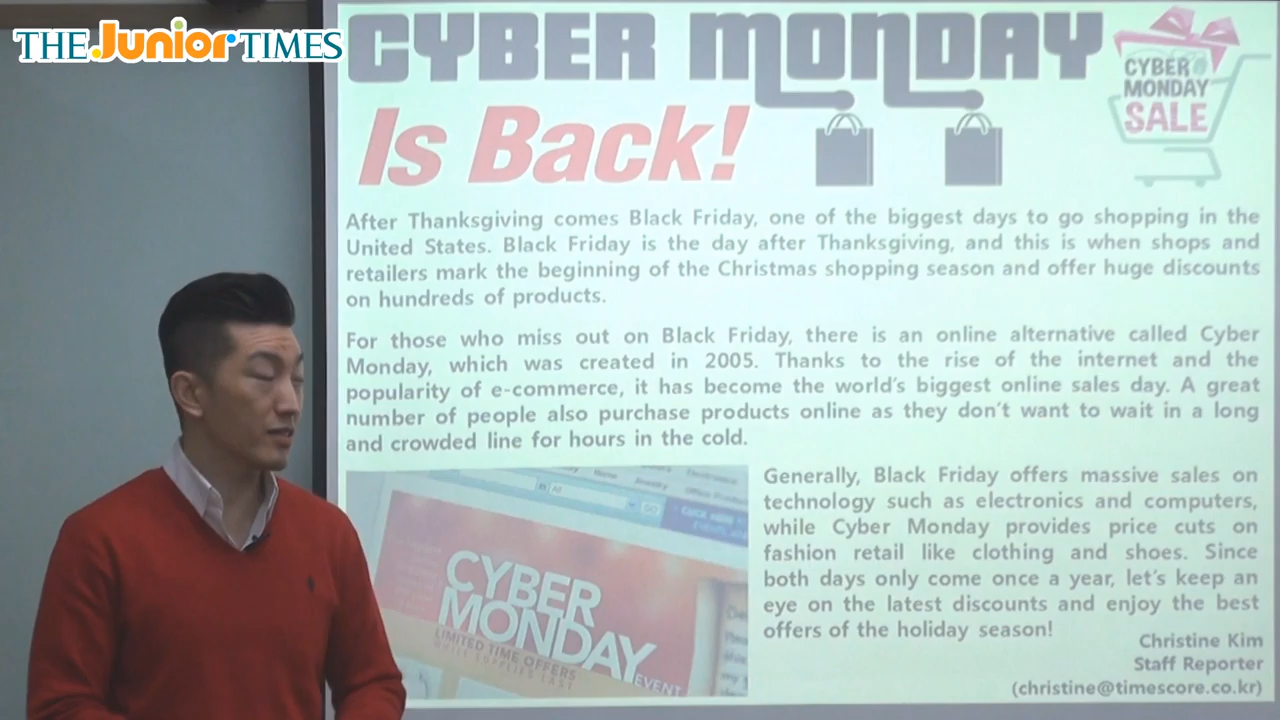 THE Junior TIMES
CYBER MONDAY
Is Back!
CYBER
MONDAY
SALE
After Thanksgiving comes Black Friday, one of the biggest days to go shopping in the
United States. Black Friday is the day after Thanksgiving, and this is when shops and
retailers mark the beginning of the Christmas shopping season and offer huge discounts
on hundreds of products.
For those who miss out on Black Friday, there is an online alternative called Cyber
Monday, which was created in 2005. Thanks to the rise of the internet and the
popularity of e-commerce, it has become the world's biggest online sales day. A great
number of people also purchase products online as they don't want to wait in a long
and crowded line for hours in the cold.
CYBER
MONDAY
LIMITED TIME OFFERS
WHILE SUPPLIES LAST
EVENT
Generally, Black Friday offers massive sales on
technology such as electronics and computers,
while Cyber Monday provides price cuts on
fashion retail like clothing and shoes. Since
both days only come once a year, let's keep an
eye on the latest discounts and enjoy the best
offers of the holiday season!
Christine Kim
Staff Reporter
(christine@timescore.co.kr)